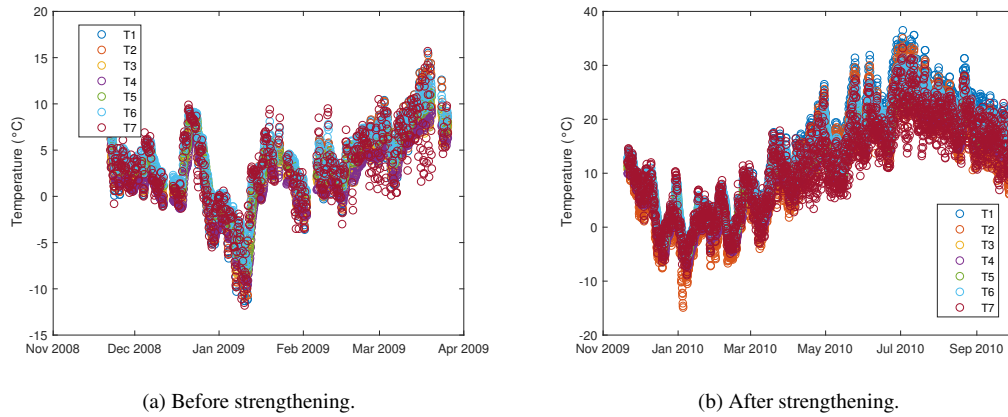 20
15
10
5
0
-5
-10
-15
Temperature (°C)
T1
T2
T3
T4
T5
T6
T7
Nov 2008
Dec 2008
Jan 2009
Feb 2009
Mar 2009
Apr 2009
(a) Before strengthening.
40
30
20
10
0
-10
-20
Temperature (°C)
T1
T2
T3
T4
T5
T6
T7
Nov 2009
Jan 2010
Mar 2010
May 2010
Jul 2010
Sep 2010
(b) After strengthening.